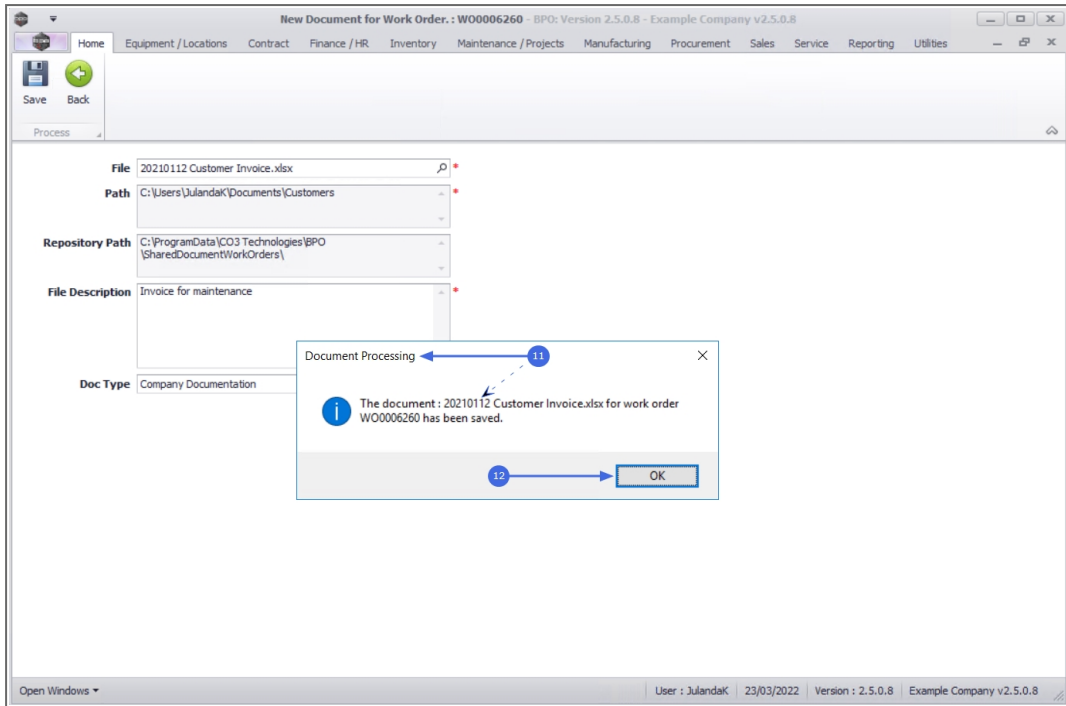 New Document for Work Order. : WO0006260 - BPO: Version 2.5.0.8 - Example Company v2.5.0.8
Home Equipment / Locations Contract Finance / HR Inventory Maintenance / Projects Manufacturing Procurement Sales Service Reporting Utilities
Save Back
Process
File 20210112 Customer Invoice.xlsx *
Path C:\Users\JulandaK\Documents\Customers *
Repository Path C:\ProgramData\CO3 Technologies\BPO
\SharedDocumentWorkOrders\
File Description Invoice for maintenance *
Doc Type Company Documentation
Document Processing 11
The document : 20210112 Customer Invoice.xlsx for work order
WO0006260 has been saved.
12 OK
Open Windows User : JulandaK 23/03/2022 Version : 2.5.0.8 Example Company v2.5.0.8